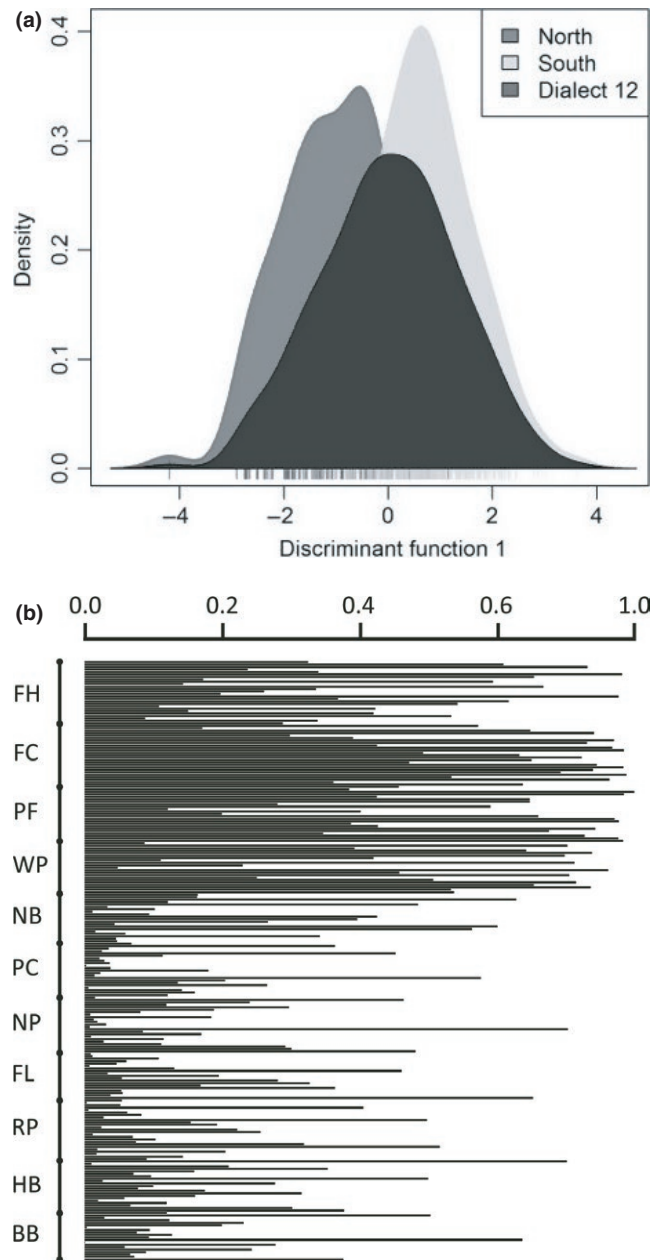 (a)
0.4
0.3
0.2
0.1
0.0
Density
North
South
Dialect 12
–4 –2 0 2 4
Discriminant function 1
(b)
0.0 0.2 0.4 0.6 0.8 1.0
FH
FC
PF
WP
NB
PC
NP
FL
RP
HB
BB